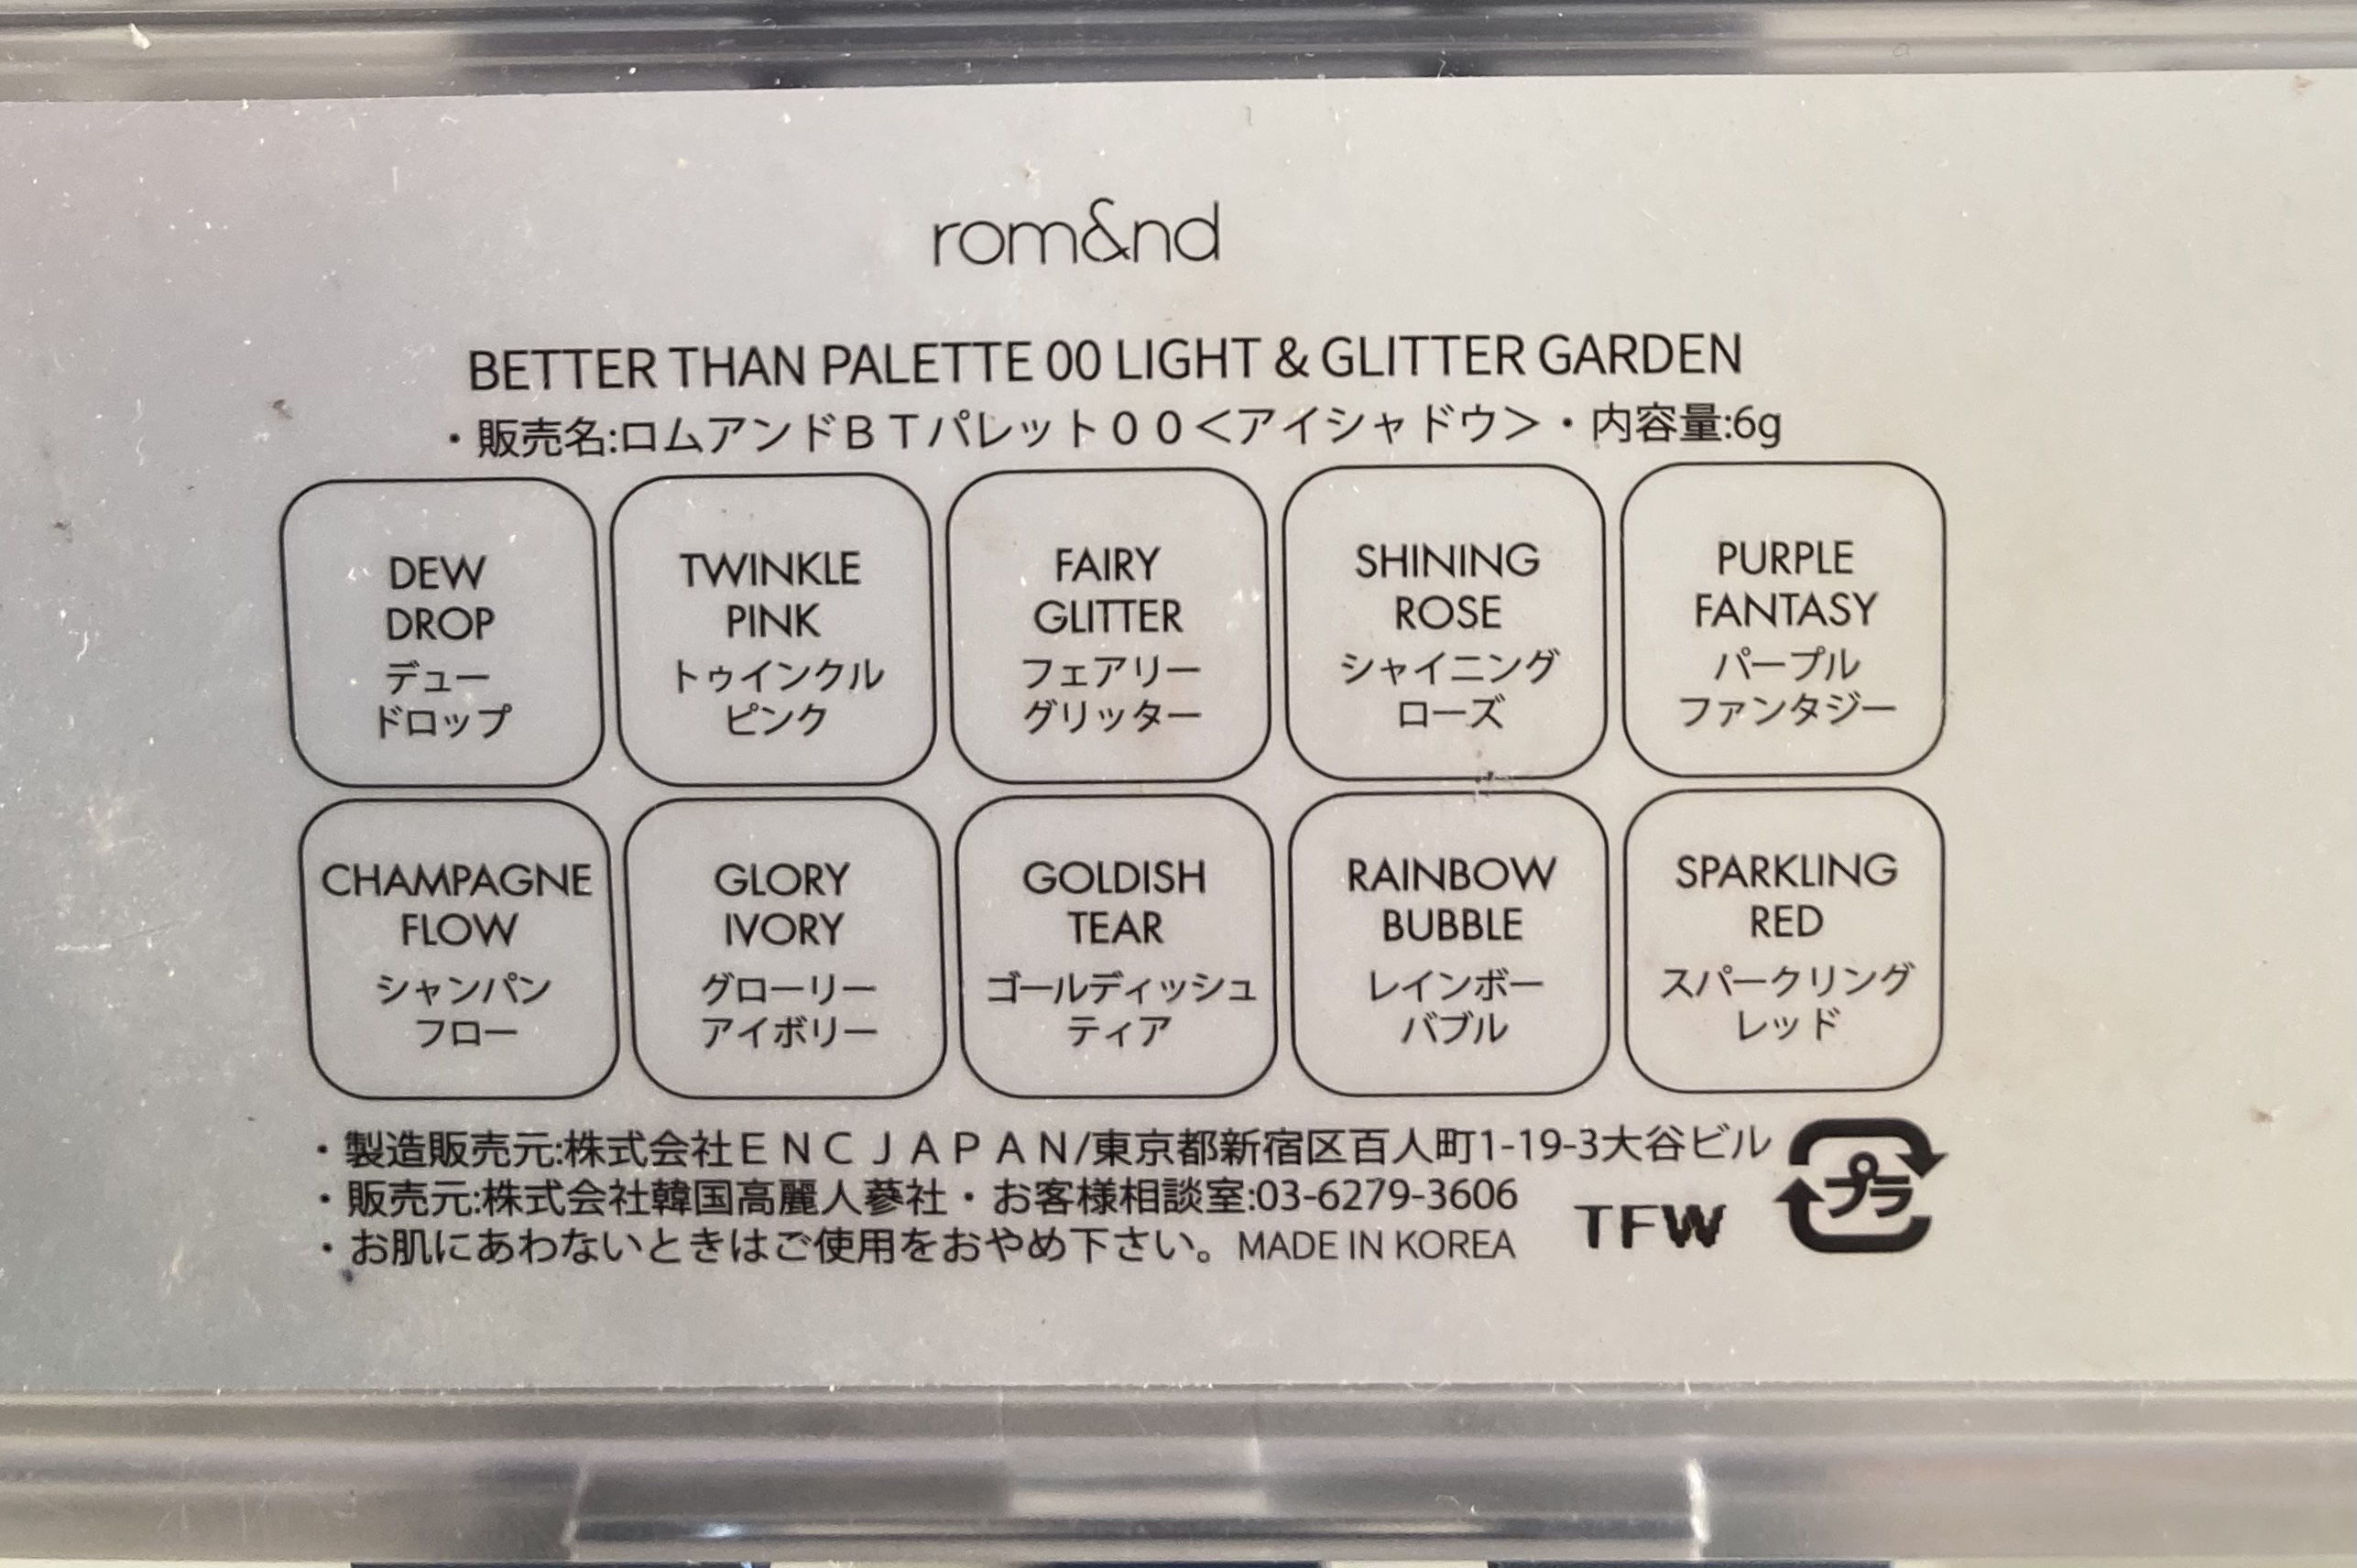 rom&nd
BETTER THAN PALETTE 00 LIGHT & GLITTER GARDEN
・販売名:ロムアンドＢＴパレット００＜アイシャドウ＞・内容量:6g
DEW
DROP
デュー
ドロップ
TWINKLE
PINK
トゥインクル
ピンク
FAIRY
GLITTER
フェアリー
グリッター
SHINING
ROSE
シャイニング
ローズ
PURPLE
FANTASY
パープル
ファンタジー
CHAMPAGNE
FLOW
シャンパン
フロー
GLORY
IVORY
グローリー
アイボリー
GOLDISH
TEAR
ゴールディッシュ
ティア
RAINBOW
BUBBLE
レインボー
バブル
SPARKLING
RED
スパークリング
レッド
・製造販売元:株式会社ＥＮＣＪＡＰＡＮ/東京都新宿区百人町1-19-3大谷ビル
・販売元:株式会社韓国高麗人蔘社・お客様相談室:03-6279-3606
・お肌にあわないときはご使用をおやめ下さい。MADE IN KOREA
TFW
プラ